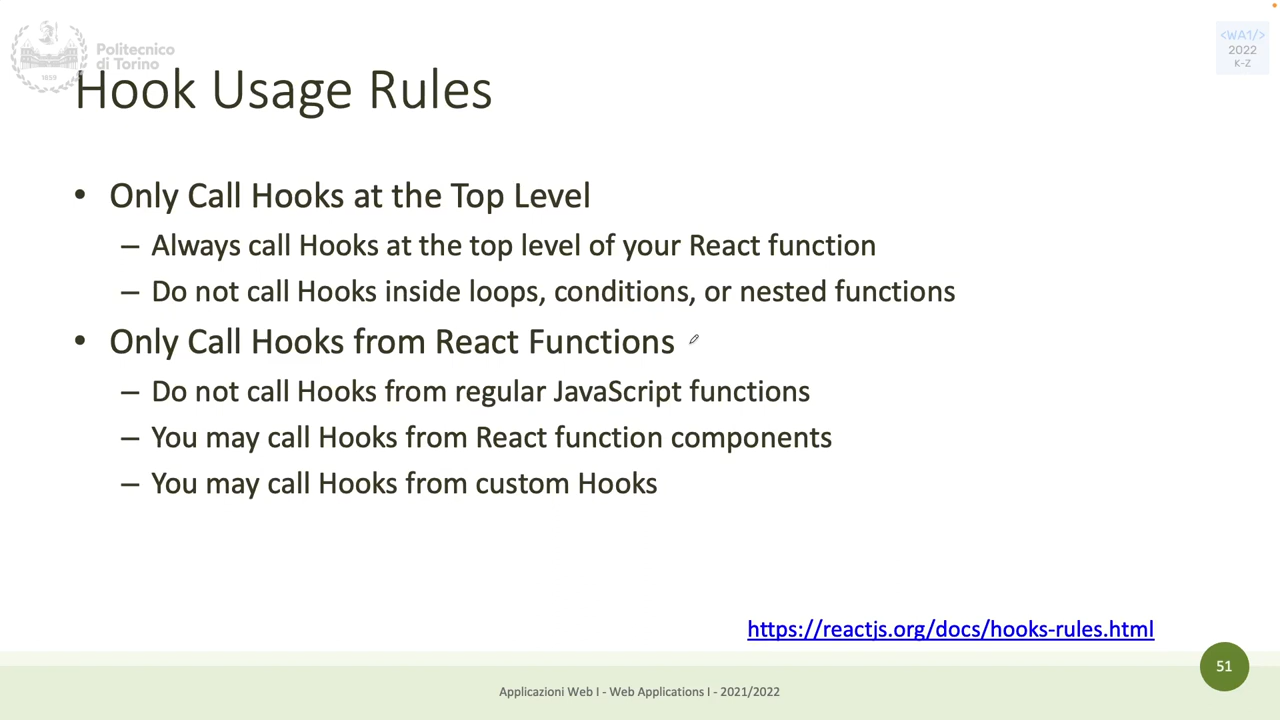 Politecnico
di Torino
1859
<WA1/>
2022
K-Z
Hook Usage Rules
• Only Call Hooks at the Top Level
– Always call Hooks at the top level of your React function
– Do not call Hooks inside loops, conditions, or nested functions
• Only Call Hooks from React Functions
– Do not call Hooks from regular JavaScript functions
– You may call Hooks from React function components
– You may call Hooks from custom Hooks
https://reactjs.org/docs/hooks-rules.html
51
Applicazioni Web I - Web Applications I - 2021/2022